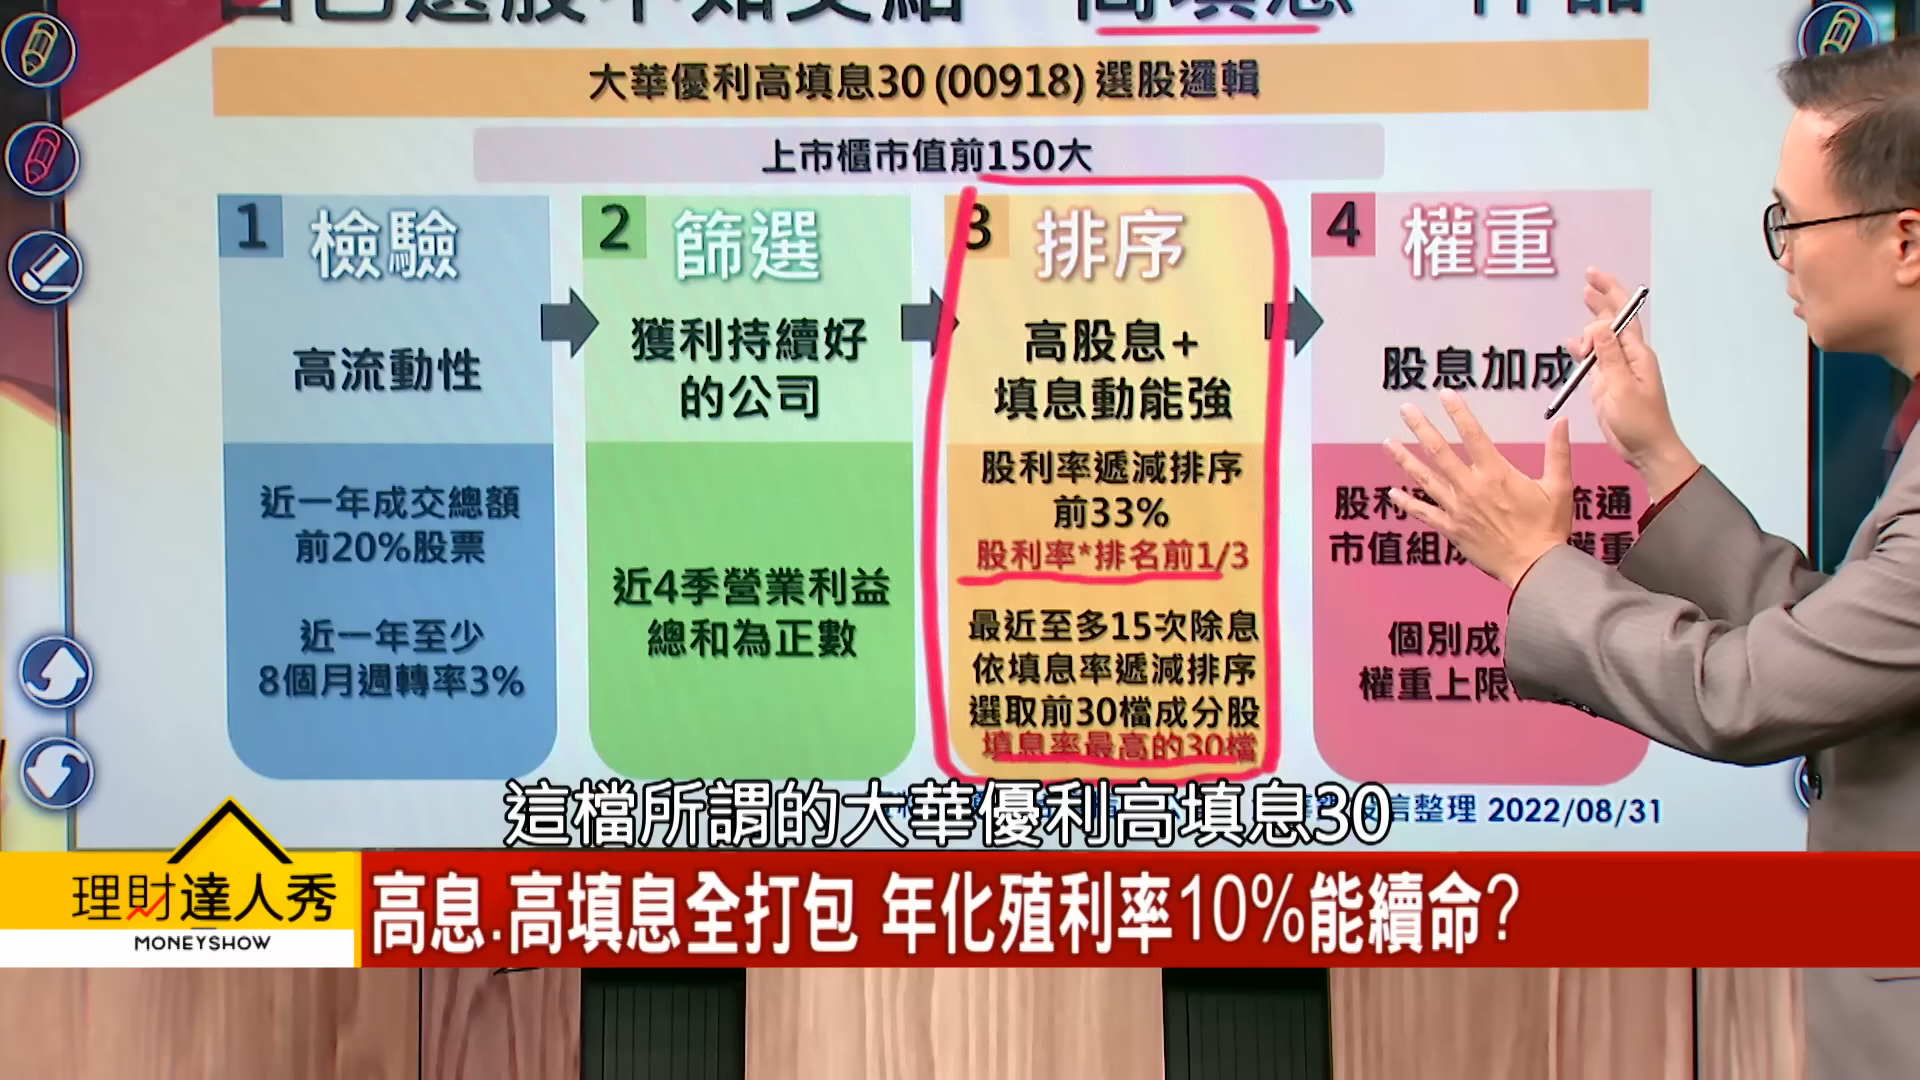 大華優利高填息30 (00918) 選股邏輯
上市櫃市值前150大
1 檢驗
高流動性
近一年成交總額
前20%股票
近一年至少
8個月週轉率3%
2 篩選
獲利持續好
的公司
近4季營業利益
總和為正數
3 排序
高股息+
填息動能強
股利率遞減排序
前33%
股利率*排名前1/3
最近至多15次除息
依填息率遞減排序
選取前30檔成分股
填息率最高的30檔
4 權重
股息加成
股利 流通
市值組 權重
個別成
權重上限
信整理 2022/08/31
這檔所謂的大華優利高填息30
理財達人秀
MONEYSHOW
高息.高填息全打包 年化殖利率10%能續命?